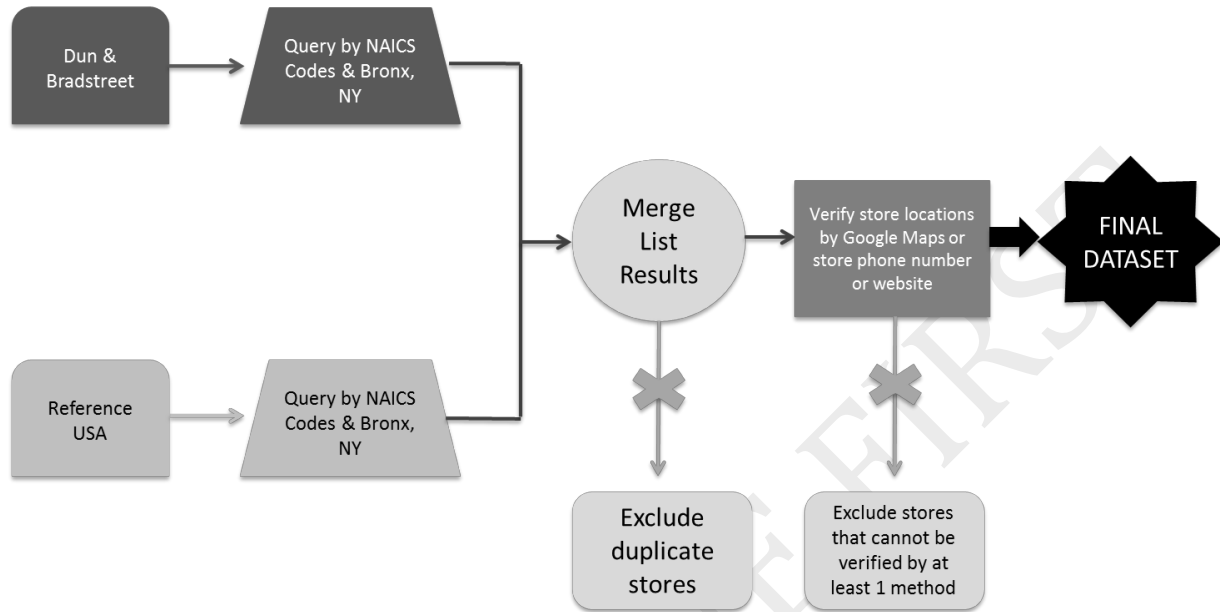 Dun &
Bradstreet
Query by NAICS
Codes & Bronx,
NY
Merge
List
Results
Verify store locations
by Google Maps or
store phone number
or website
FINAL
DATASET
Reference
USA
Query by NAICS
Codes & Bronx,
NY
Exclude
duplicate
stores
Exclude stores
that cannot be
verified by at
least 1 method
FIRST